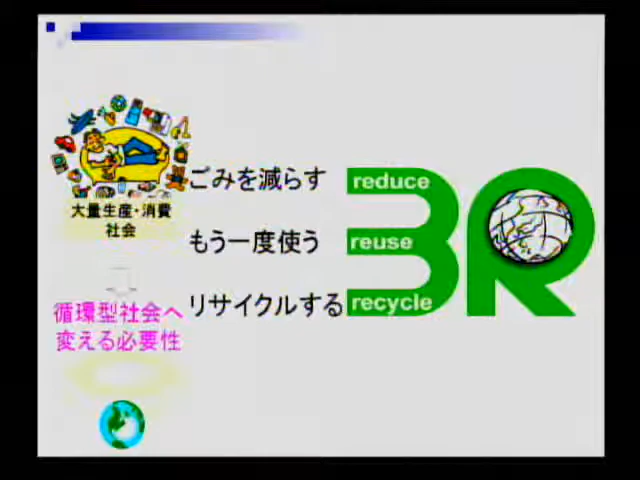 大量生産・消費
社会
循環型社会へ
変える必要性
ごみを減らす
reduce
もう一度使う
reuse
リサイクルする
recycle
3R